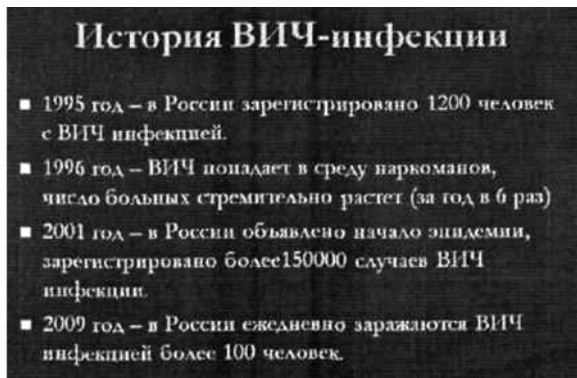 История ВИЧ-инфекции
■ 1995 год – в России зарегистрировано 1200 человек
с ВИЧ инфекцией.
■ 1996 год – ВИЧ попадает в среду наркоманов,
число больных стремительно растет (за год в 6 раз)
■ 2001 год – в России объявлено начало эпидемии,
зарегистрировано более150000 случаев ВИЧ
инфекции.
■ 2009 год – в России ежедневно заражаются ВИЧ
инфекцией более 100 человек.